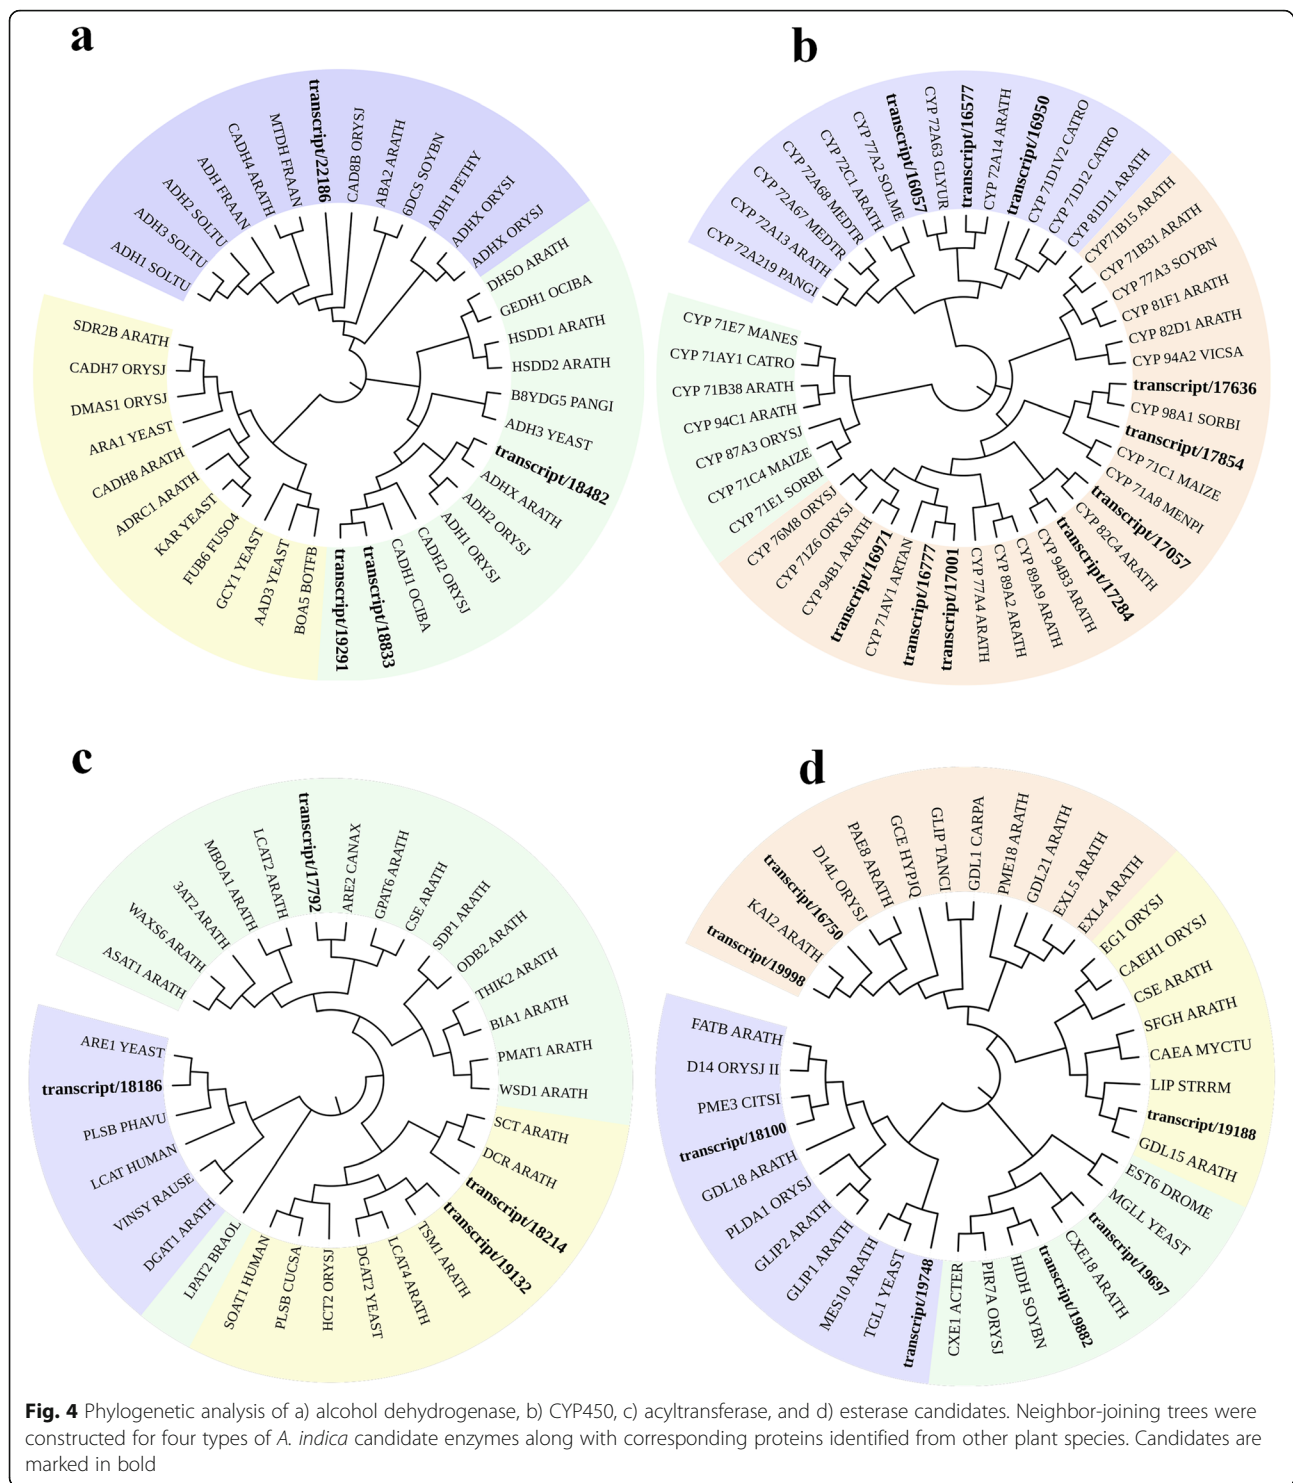 a
ADH1 SOLTU
ADH3 SOLTU
ADH2 SOLTU
ADH FRAAN
CADH4 ARATH
MTDH FRAAN
transcript/22186
CAD8B ORYSJ
ABA2 ARATH
6DCS SOYBN
ADH1 PETHY
ADHX ORYSI
ADHX ORYSJ
DHSO ARATH
GEDH1 OCIBA
HSDD1 ARATH
HSDD2 ARATH
B8YDG5 PANGI
ADH3 YEAST
transcript/18482
ADHX ARATH
ADH2 ORYSJ
ADH1 ORYSJ
CADH2 ORYSJ
CADH1 OCIBA
transcript/18833
transcript/19291
BOA5 BOTFB
AAD3 YEAST
GCY1 YEAST
FUB6 FUSO4
KAR YEAST
ADRC1 ARATH
CADH8 ARATH
ARA1 YEAST
DMAS1 ORYSJ
CADH7 ORYSJ
SDR2B ARATH
b
CYP 72A219 PANGI
CYP 72A13 ARATH
CYP 72A67 MEDTR
CYP 72A68 MEDTR
CYP 72C1 ARATH
CYP 77A2 SOLME
transcript/16057
CYP 72A63 GLYUR
transcript/16577
CYP 72A14 ARATH
transcript/16950
CYP 71D1V2 CATRO
CYP 71D12 CATRO
CYP 81D11 ARATH
CYP71B15 ARATH
CYP 71B31 ARATH
CYP 77A3 SOYBN
CYP 81F1 ARATH
CYP 82D1 ARATH
CYP 94A2 VICSA
transcript/17636
CYP 98A1 SORBI
transcript/17854
CYP 71C1 MAIZE
CYP 71A8 MENPI
transcript/17057
CYP 82C4 ARATH
transcript/17284
CYP 94B3 ARATH
CYP 89A9 ARATH
CYP 89A2 ARATH
CYP 77A4 ARATH
transcript/17001
transcript/16777
CYP 71AV1 ARTAN
transcript/16971
CYP94B1 ARATH
CYP 71Z6 ORYSJ
CYP 76M8 ORYSJ
CYP 71E1 SORBI
CYP 71C4 MAIZE
CYP 87A3 ORYSJ
CYP 94C1 ARATH
CYP 71B38 ARATH
CYP 71AY1 CATRO
CYP 71E7 MANES
c
ASAT1 ARATH
WAXS6 ARATH
3AT2 ARATH
MBOA1 ARATH
LCAT2 ARATH
transcript/17792
ARE2 CANAX
GPAT6 ARATH
CSE ARATH
SDP1 ARATH
ODB2 ARATH
THIK2 ARATH
BIA1 ARATH
PMAT1 ARATH
WSD1 ARATH
SCT ARATH
DCR ARATH
transcript/18214
transcript/19132
TSM1 ARATH
LCAT4 ARATH
DGAT2 YEAST
HCT2 ORYSJ
PLSB CUCSA
SOAT1 HUMAN
LPAT2 BRAOL
DGAT1 ARATH
VINSY RAUSE
LCAT HUMAN
PLSB PHAVU
transcript/18186
ARE1 YEAST
d
transcript/19998
KAI2 ARATH
transcript/16750
D14L ORYSJ
PAE8 ARATH
GCE HYPJQ
GLIP TANCI
GDL1 CARPA
PME18 ARATH
GDL21 ARATH
EXL5 ARATH
EXL4 ARATH
EG1 ORYSJ
CAEH1 ORYSJ
CSE ARATH
SFGH ARATH
CAEA MYCTU
LIP STRRM
transcript/19188
GDL15 ARATH
EST6 DROME
MGLL YEAST
transcript/19697
CXE18 ARATH
transcript/19882
HIDH SOYBN
PIR7A ORYSJ
CXE1 ACTER
transcript/19748
TGL1 YEAST
MES10 ARATH
GLIP1 ARATH
GLIP2 ARATH
PLDA1 ORYSJ
GDL18 ARATH
transcript/18100
PME3 CITSI
D14 ORYSJ II
FATB ARATH
Fig. 4 Phylogenetic analysis of a) alcohol dehydrogenase, b) CYP450, c) acyltransferase, and d) esterase candidates. Neighbor-joining trees were
constructed for four types of A. indica candidate enzymes along with corresponding proteins identified from other plant species. Candidates are
marked in bold